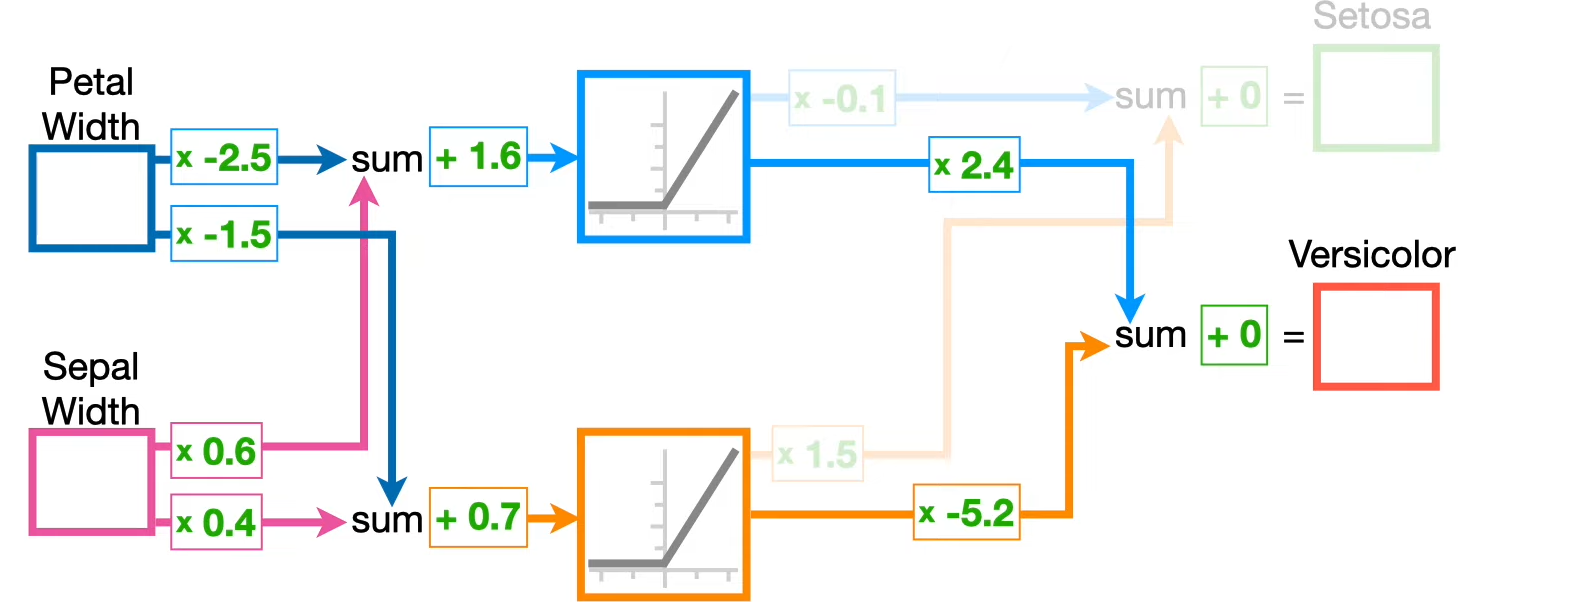 Setosa
Petal
Width
x -2.5
sum
+ 1.6
x -0.1
sum
+ 0
=
x 2.4
x -1.5
Versicolor
sum
+ 0
=
Sepal
Width
x 0.6
x 1.5
x 0.4
sum
+ 0.7
x -5.2